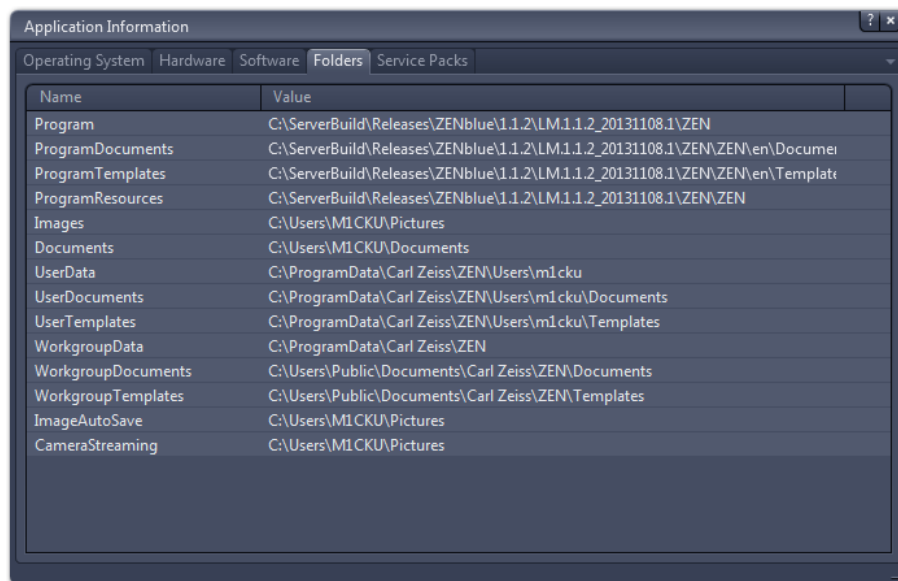 Application Information
Operating System Hardware Software Folders Service Packs
Name Value
Program C:\ServerBuild\Releases\ZENblue\1.1.2\LM.1.1.2_20131108.1\ZEN
ProgramDocuments C:\ServerBuild\Releases\ZENblue\1.1.2\LM.1.1.2_20131108.1\ZEN\ZEN\en\Documen
ProgramTemplates C:\ServerBuild\Releases\ZENblue\1.1.2\LM.1.1.2_20131108.1\ZEN\ZEN\en\Template
ProgramResources C:\ServerBuild\Releases\ZENblue\1.1.2\LM.1.1.2_20131108.1\ZEN\ZEN
Images C:\Users\M1CKU\Pictures
Documents C:\Users\M1CKU\Documents
UserData C:\ProgramData\Carl Zeiss\ZEN\Users\m1cku
UserDocuments C:\ProgramData\Carl Zeiss\ZEN\Users\m1cku\Documents
UserTemplates C:\ProgramData\Carl Zeiss\ZEN\Users\m1cku\Templates
WorkgroupData C:\ProgramData\Carl Zeiss\ZEN
WorkgroupDocuments C:\Users\Public\Documents\Carl Zeiss\ZEN\Documents
WorkgroupTemplates C:\Users\Public\Documents\Carl Zeiss\ZEN\Templates
ImageAutoSave C:\Users\M1CKU\Pictures
CameraStreaming C:\Users\M1CKU\Pictures